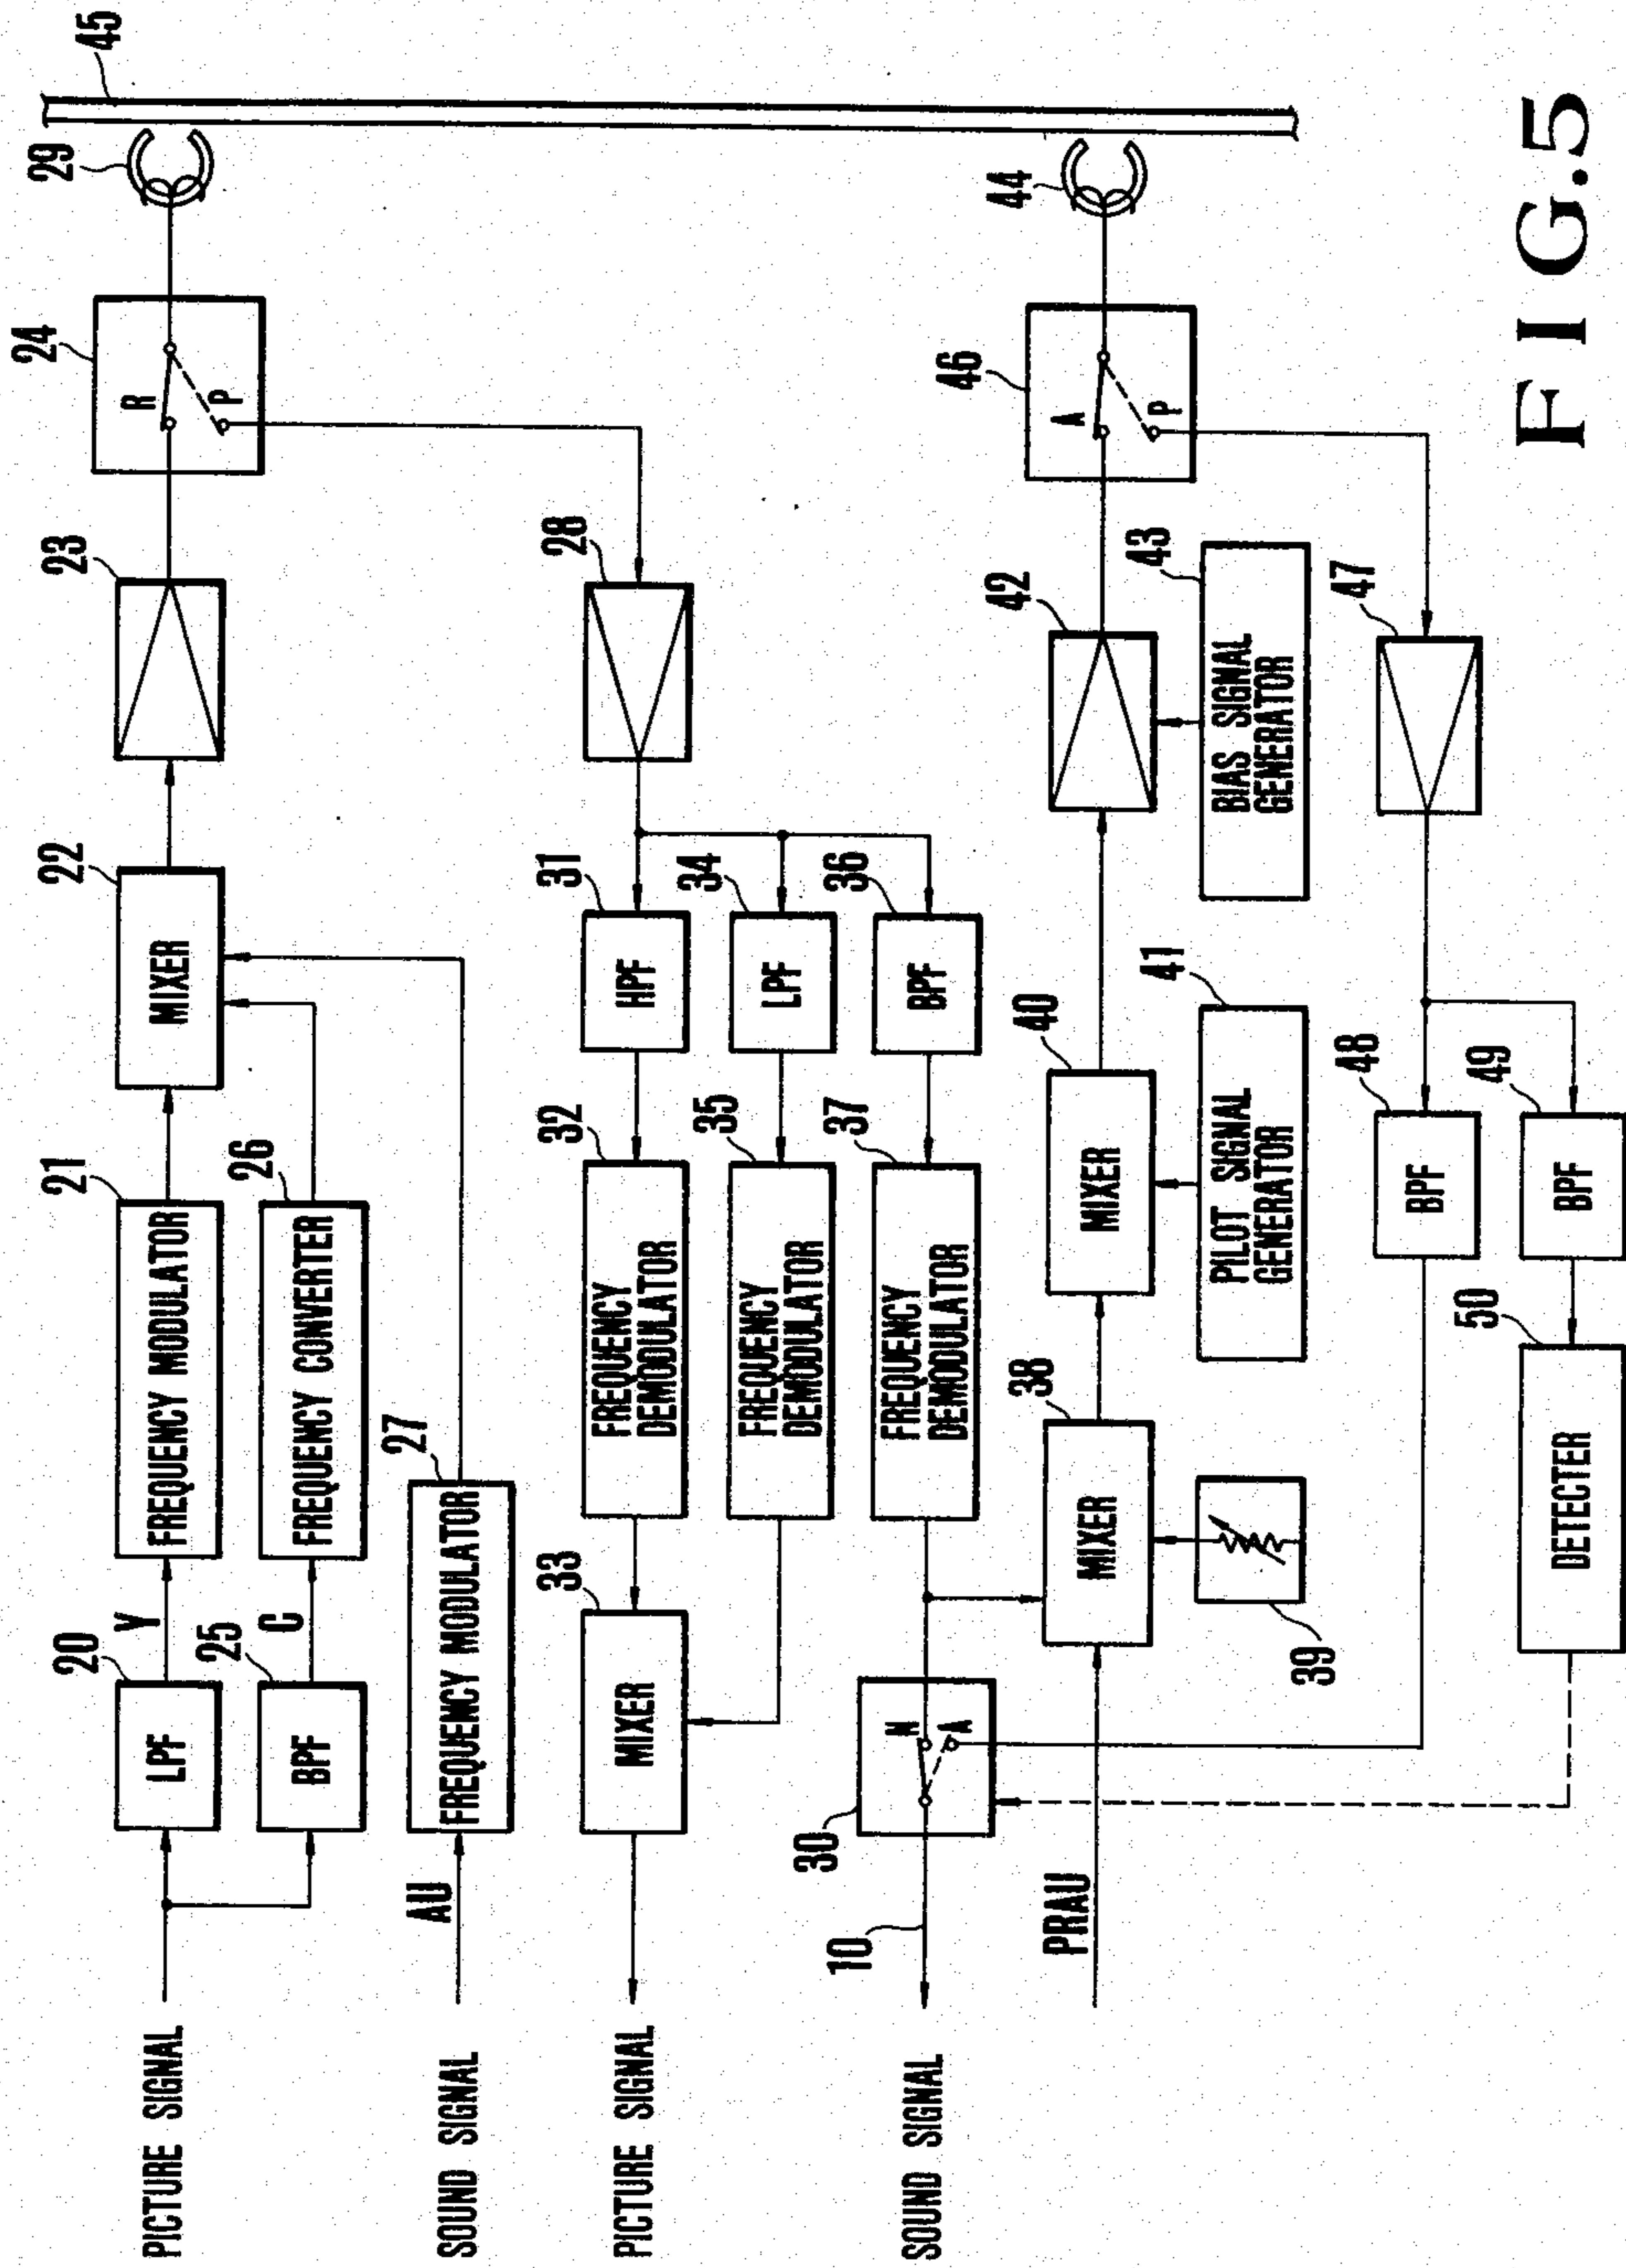 45
29
24
R
P
23
22
MIXER
21
FREQUENCY MODULATOR
20
Y
LPF
PICTURE SIGNAL
26
FREQUENCY CONVERTER
25
C
BPF
27
FREQUENCY MODULATOR
AU
SOUND SIGNAL
28
31
HPF
32
FREQUENCY
DEMODULATOR
33
MIXER
PICTURE SIGNAL
34
LPF
35
FREQUENCY
DEMODULATOR
36
BPF
37
FREQUENCY
DEMODULATOR
30
N
A
10
SOUND SIGNAL
44
46
A
P
42
43
BIAS SIGNAL
GENERATOR
40
MIXER
41
PILOT SIGNAL
GENERATOR
38
MIXER
39
PRAU
47
48
BPF
49
BPF
50
DETECTER
FIG.5